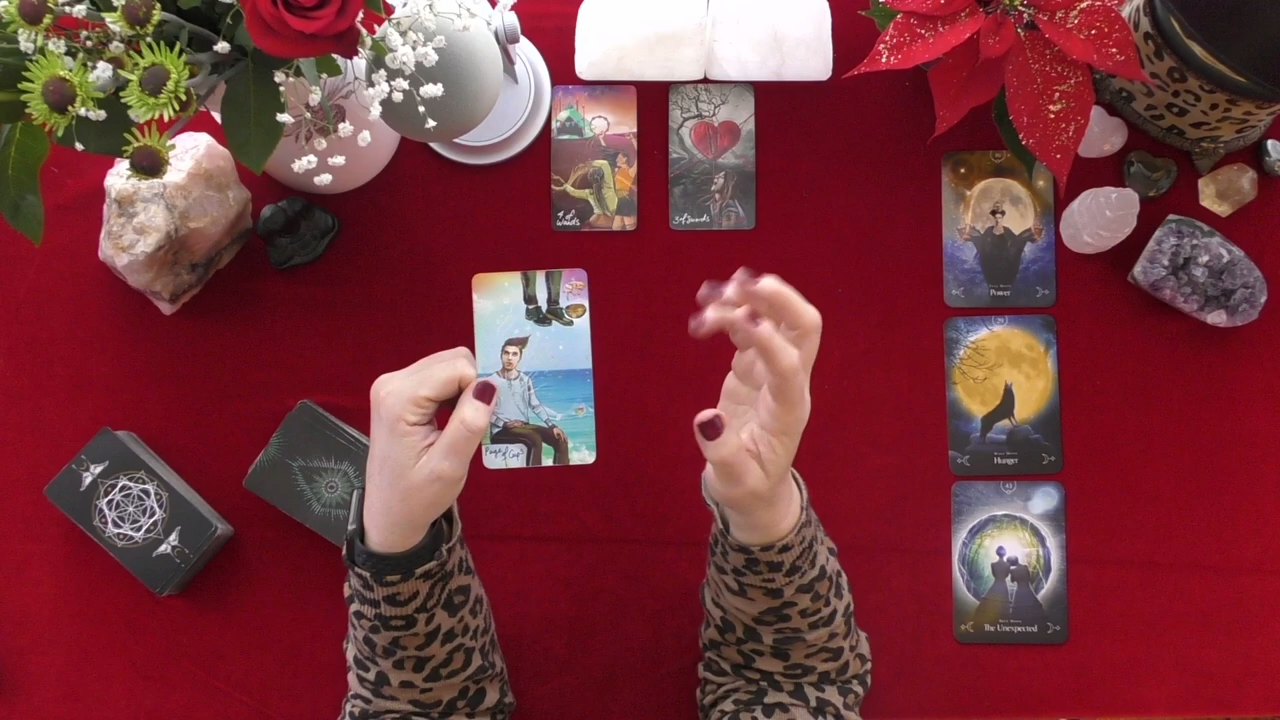 4 of
Wands
3 of Swords
Page of Cups
Power
Hunger
The Unexpected